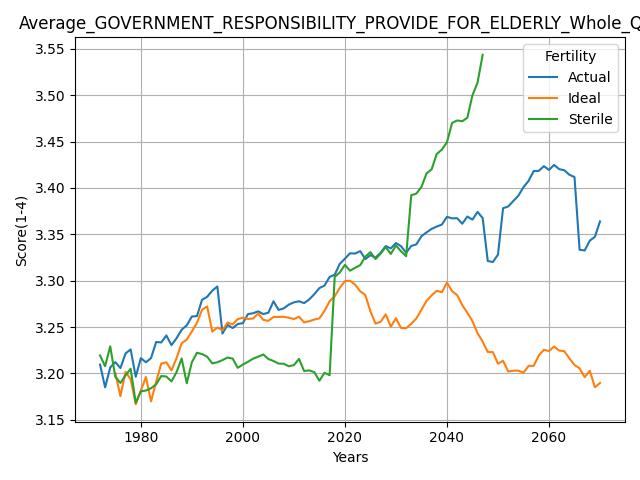 Average_GOVERNMENT_RESPONSIBILITY_PROVIDE_FOR_ELDERLY_Whole_Q
Fertility
Actual
Ideal
Sterile
Score(1-4)
3.55
3.50
3.45
3.40
3.35
3.30
3.25
3.20
3.15
1980
2000
2020
2040
2060
Years